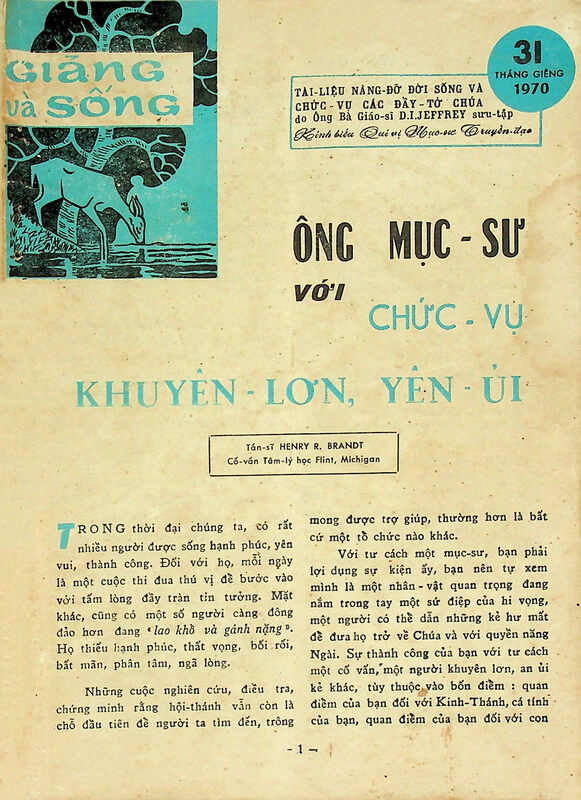 GIẢNG
và SỐNG
31
THÁNG GIÊNG
1970
TÀI-LIỆU NÂNG-ĐỠ ĐỜI SỐNG VÀ
CHỨC-VỤ CÁC ĐẦY-TỚ CHÚA
do Ông Bà Giáo-sĩ D.I.JEFFREY sưu-tập
Kính biếu Quí vị Mục-sư Truyền-đạo
ÔNG MỤC-SƯ
VỚI
CHỨC-VỤ
KHUYÊN-LƠN, YÊN-ỦI
Tấn-sĩ HENRY R. BRANDT
Cố-vấn Tâm-lý học Flint, Michigan
TRONG thời đại chúng ta, có rất
nhiều người được sống hạnh phúc, yên
vui, thành công. Đối với họ, mỗi ngày
là một cuộc thi đua thú vị để bước vào
với tấm lòng đầy tràn tin tưởng. Mặt
khác, cũng có một số người càng đông
đảo hơn đang « lao khổ và gánh nặng ».
Họ thiếu hạnh phúc, thất vọng, bối rối,
bất mãn, phân tâm, ngã lòng.
Những cuộc nghiên cứu, điều tra,
chứng minh rằng hội-thánh vẫn còn là
chỗ đầu tiên để người ta tìm đến, trông
mong được trợ giúp, thường hơn là bất
cứ một tổ chức nào khác.
Với tư cách một mục-sư, bạn phải
lợi dụng sự kiện ấy, bạn nên tự xem
mình là một nhân-vật quan trọng đang
nắm trong tay một sứ điệp của hi vọng,
một người có thể dẫn những kẻ hư mất
để đưa họ trở về Chúa và với quyền năng
Ngài. Sự thành công của bạn với tư cách
một cố vấn, một người khuyên lơn, an ủi
kẻ khác, tùy thuộc vào bốn điểm : quan
điểm của bạn đối với Kinh-Thánh, cá tính
của bạn, quan điểm của bạn đối với con
- 1 -